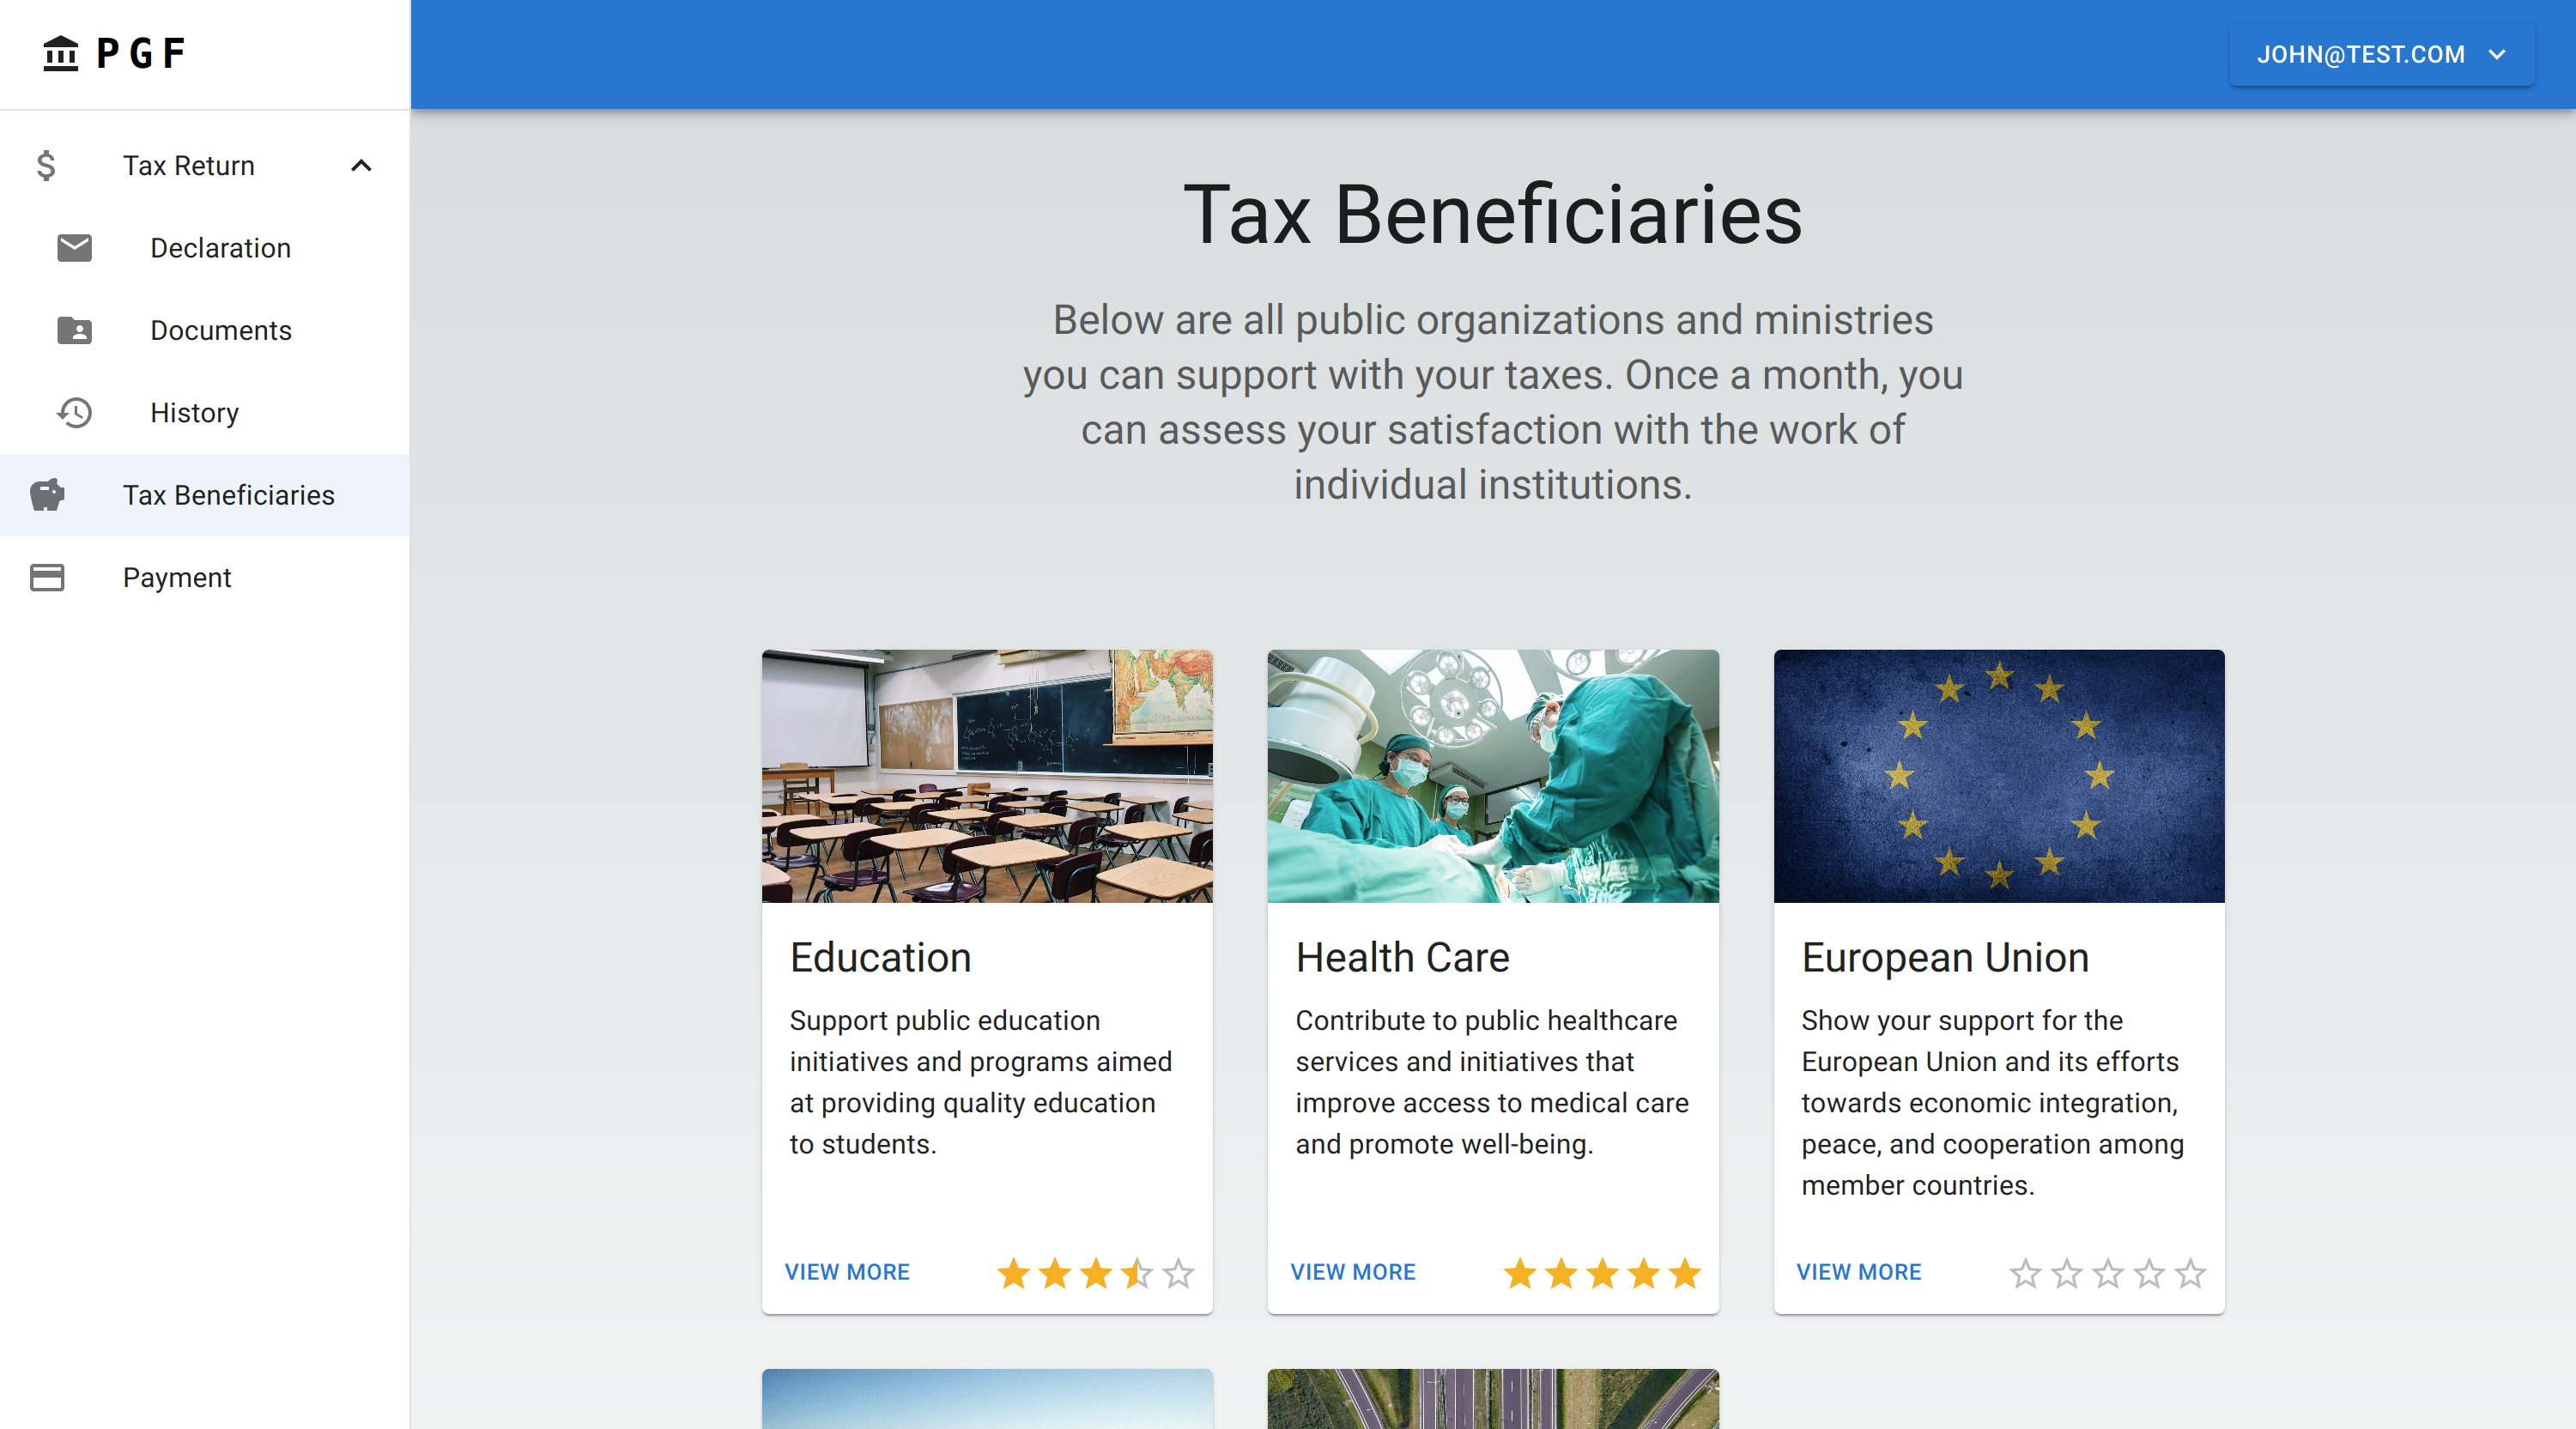 PGF
JOHN@TEST.COM
Tax Return
Declaration
Documents
History
Tax Beneficiaries
Payment
Tax Beneficiaries
Below are all public organizations and ministries
you can support with your taxes. Once a month, you
can assess your satisfaction with the work of
individual institutions.
Education
Support public education
initiatives and programs aimed
at providing quality education
to students.
VIEW MORE
Health Care
Contribute to public healthcare
services and initiatives that
improve access to medical care
and promote well-being.
VIEW MORE
European Union
Show your support for the
European Union and its efforts
towards economic integration,
peace, and cooperation among
member countries.
VIEW MORE